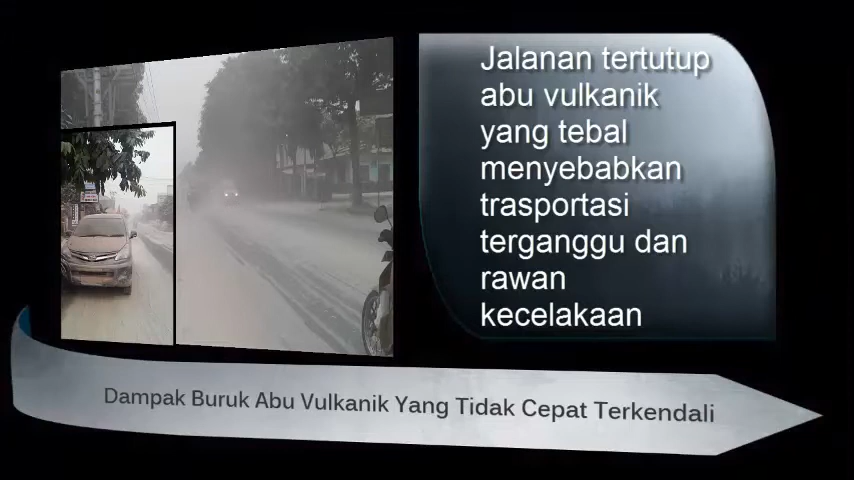 Jalanan tertutup
abu vulkanik
yang tebal
menyebabkan
trasportasi
terganggu dan
rawan
kecelakaan
Dampak Buruk Abu Vulkanik Yang Tidak Cepat Terkendali